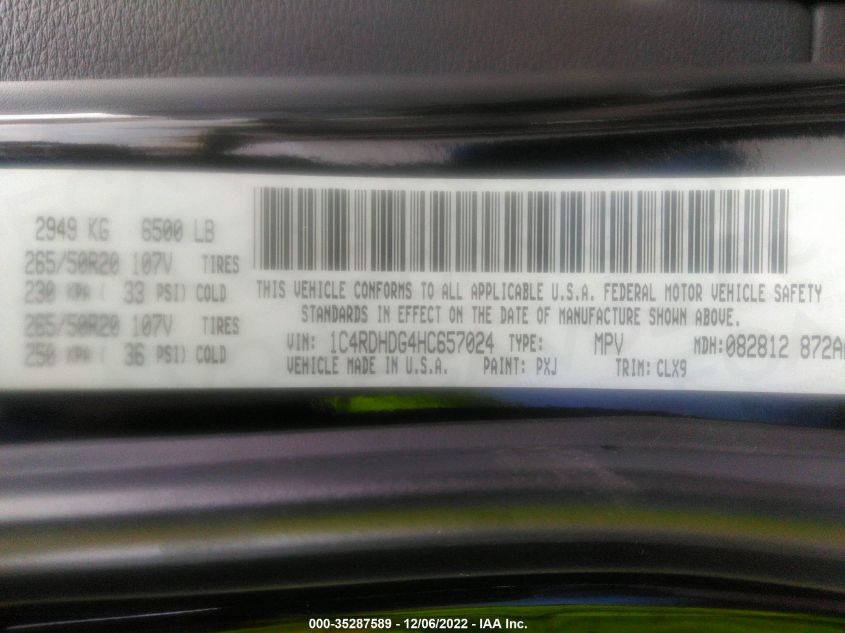 2949 KG 6500 LB
265/50R20 107V TIRES
230 KPA ( 33 PSI) COLD
265/50R20 107V TIRES
250 KPA ( 36 PSI) COLD
THIS VEHICLE CONFORMS TO ALL APPLICABLE U.S.A. FEDERAL MOTOR VEHICLE SAFETY
STANDARDS IN EFFECT ON THE DATE OF MANUFACTURE SHOWN ABOVE.
VIN: 1C4RDHDG4HC657024 TYPE: MPV MDH: 082812 872A
VEHICLE MADE IN U.S.A. PAINT: PXJ TRIM: CLX9
000-35287589 - 12/06/2022 - IAA Inc.